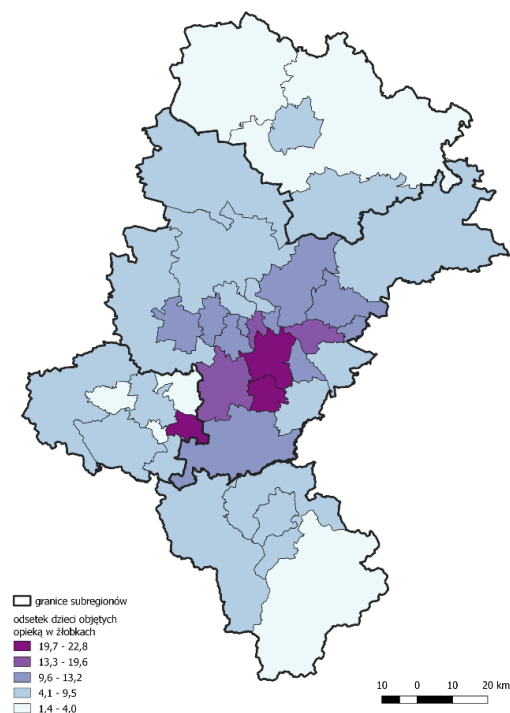 granice subregionów
odsetek dzieci objętych
opieką w żłobkach
19,7 - 22,8
13,3 - 19,6
9,6 - 13,2
4,1 - 9,5
1,4 - 4,0
10 0 10 20 km